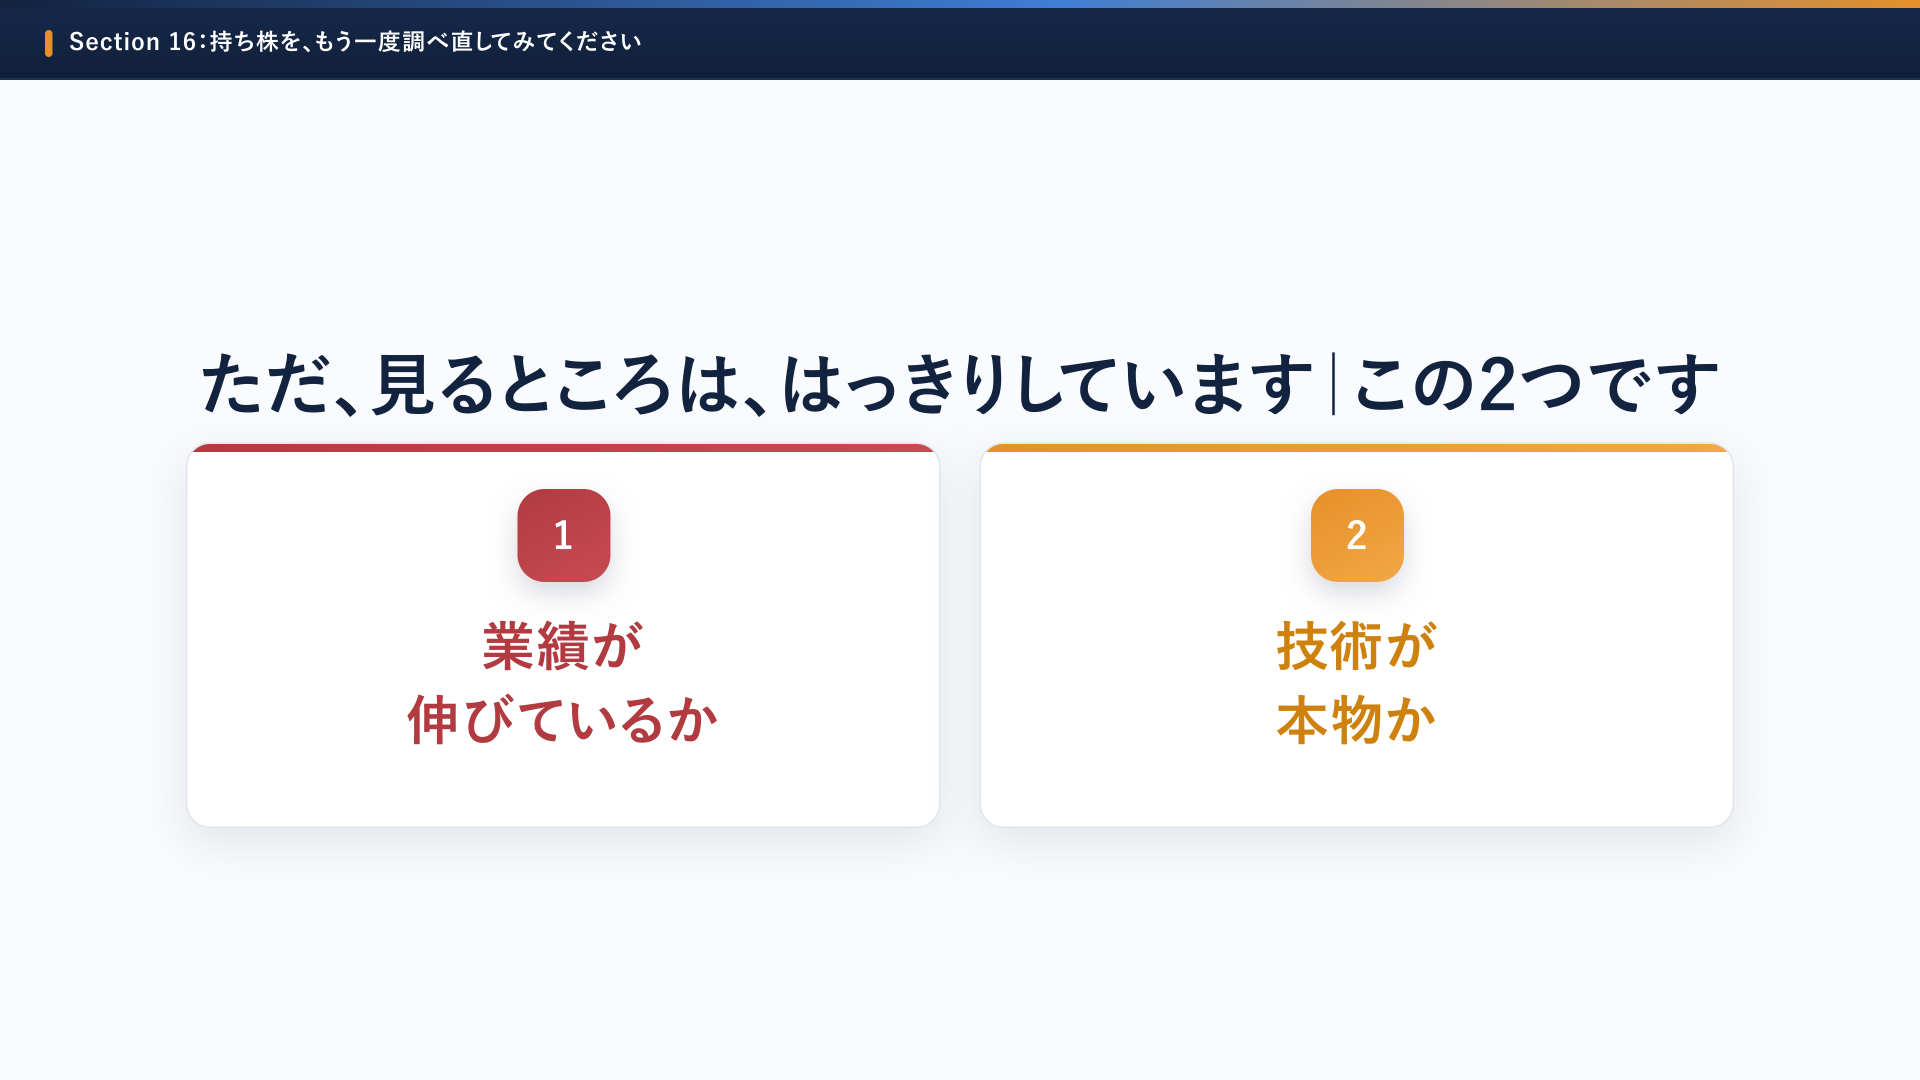 Section 16：持ち株を、もう一度調べ直してみてください
ただ、見るところは、はっきりしています｜この2つです
1
業績が
伸びているか
2
技術が
本物か